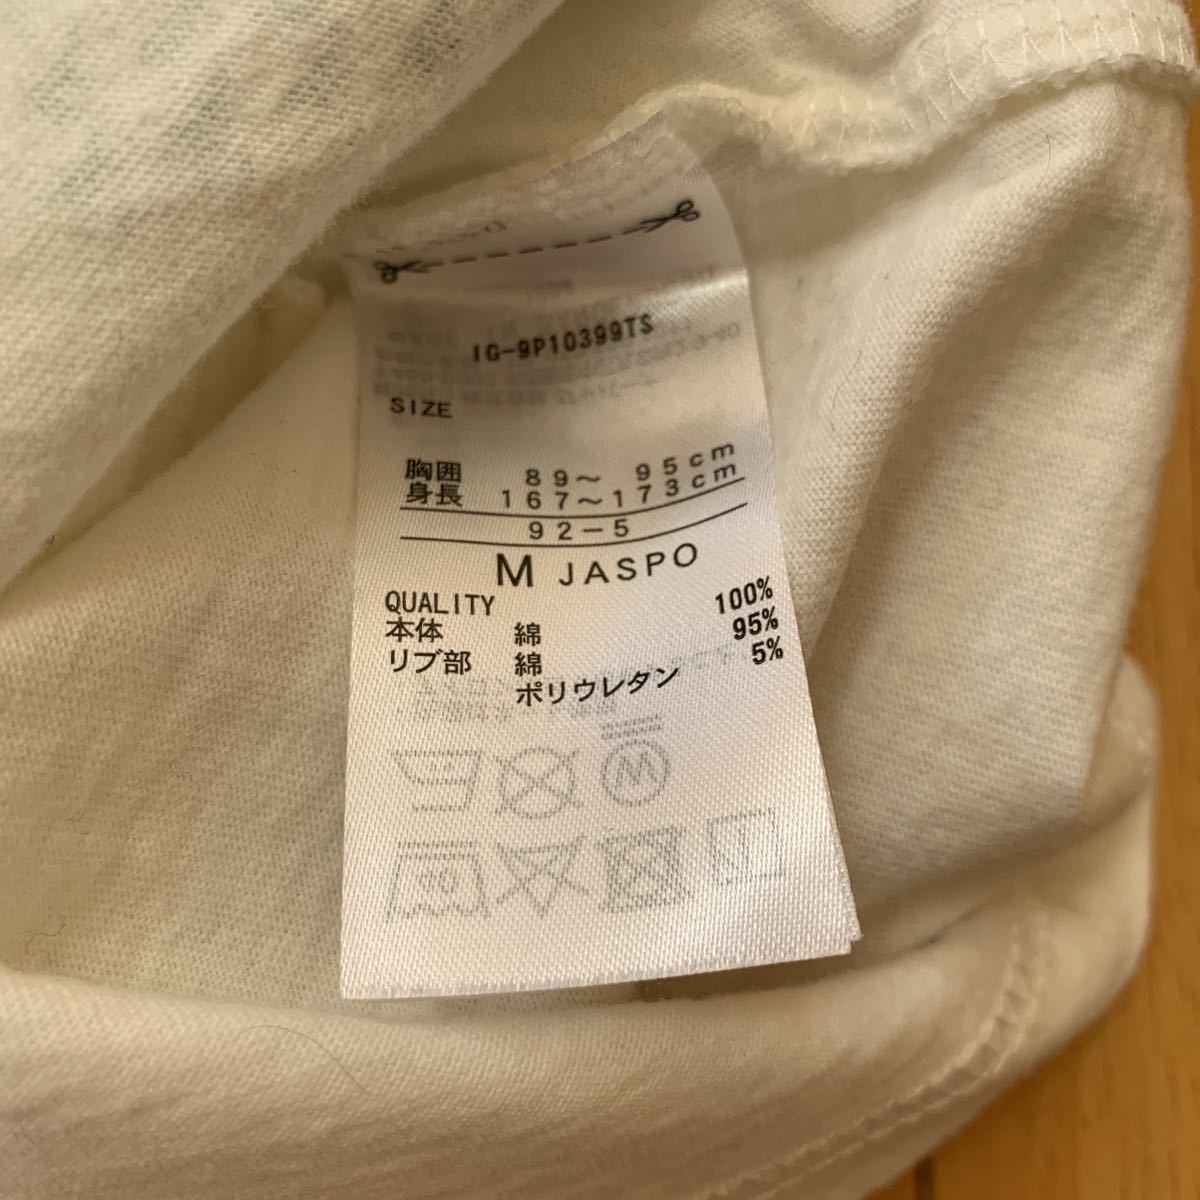 IG-9P10399TS
SIZE
胸囲 89～ 95cm
身長 167～173cm
92-5
M JASPO
QUALITY
本体 綿 100%
リブ部 綿 95%
ポリウレタン 5%